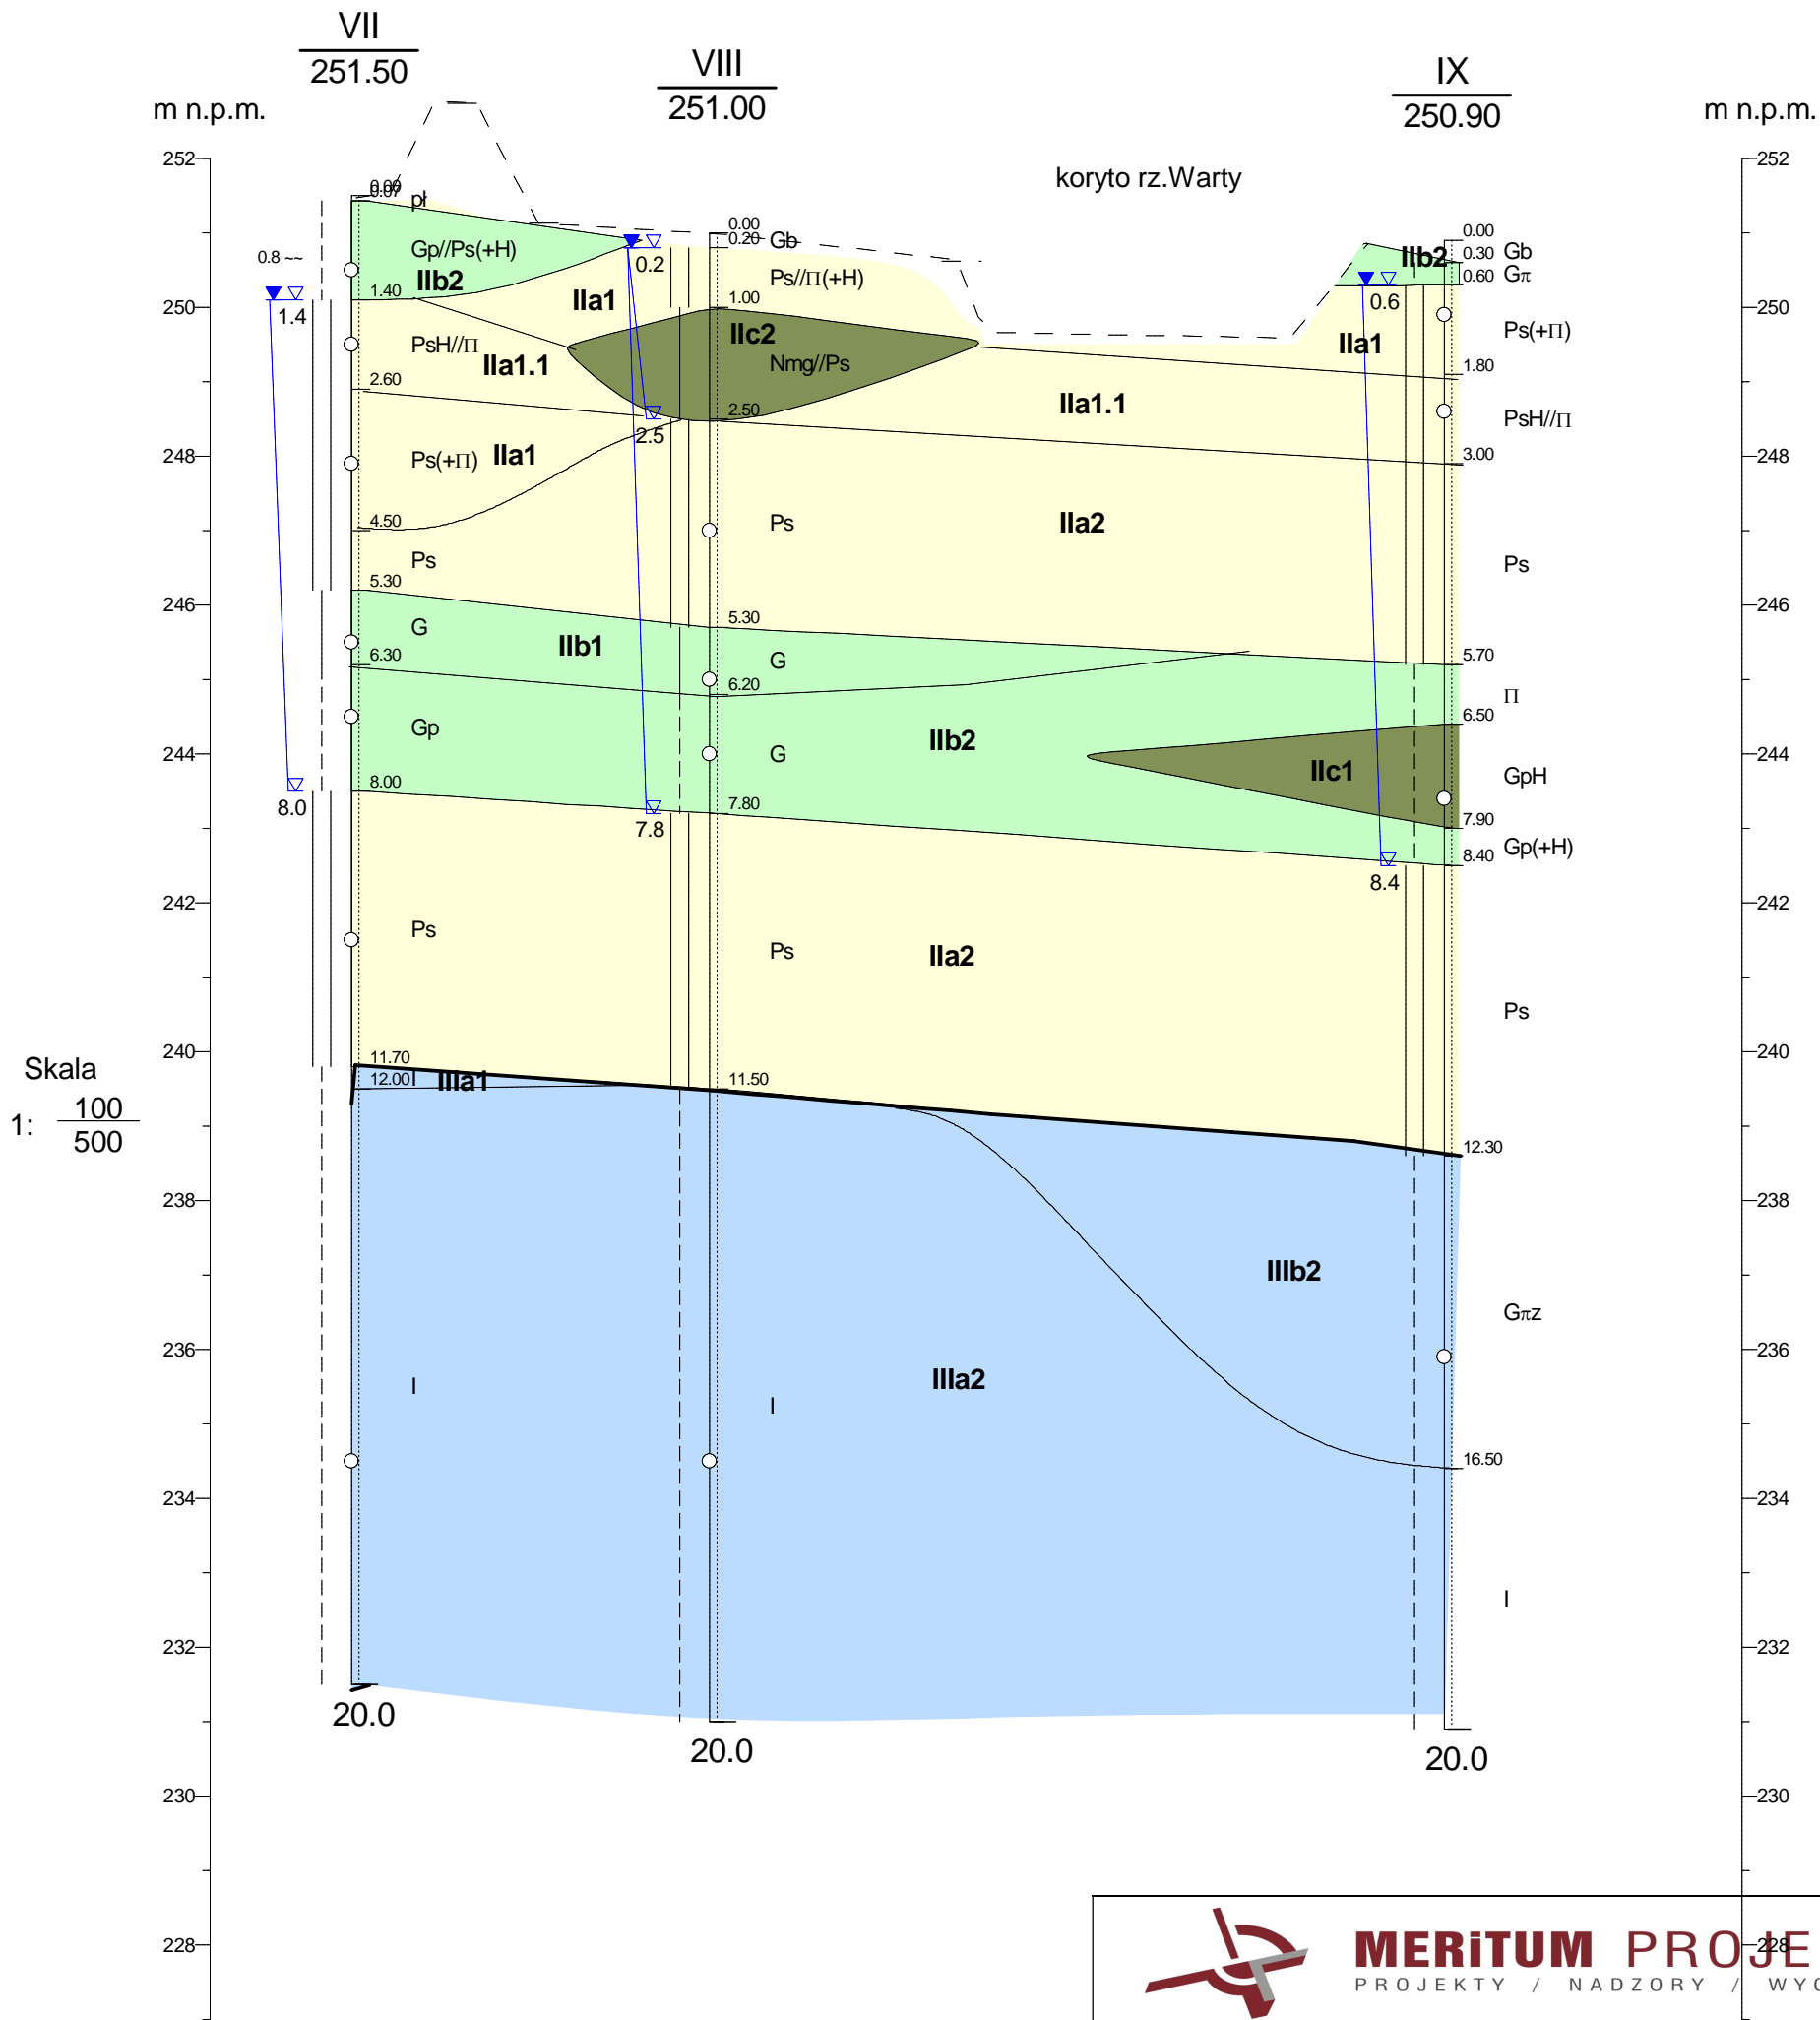 VII
251.50
VIII
251.00
IX
250.90
m n.p.m.
m n.p.m.
koryto rz.Warty
252
250
248
246
244
242
240
238
236
234
232
230
228
252
250
248
246
244
242
240
238
236
234
232
230
228
Skala
1: 100
500
0.8 ~~
1.4
8.0
0.00
0.07
1.40
2.60
4.50
5.30
6.30
8.00
11.70
12.00
20.0
pł
Gp//Ps(+H)
IIb2
PsH//Π
IIa1.1
IIa1
Ps(+Π)
IIa1
Ps
G
IIb1
Gp
Ps
I
IIIa1
I
0.2
2.5
7.8
0.00
0.20
1.00
2.50
5.30
6.20
7.80
11.50
20.0
Gb
Ps//Π(+H)
IIc2
Nmg//Ps
Ps
G
G
Ps
I
IIa1.1
IIa2
IIb2
IIa2
IIIa2
IIb2
IIa1
IIc1
IIIb2
0.6
8.4
0.00
0.30
0.60
1.80
3.00
5.70
6.50
7.90
8.40
12.30
16.50
20.0
Gb
Gπ
Ps(+Π)
PsH//Π
Ps
Π
GpH
Gp(+H)
Ps
Gπz
I
MERiTUM PROJE
PROJEKTY / NADZORY / WYC